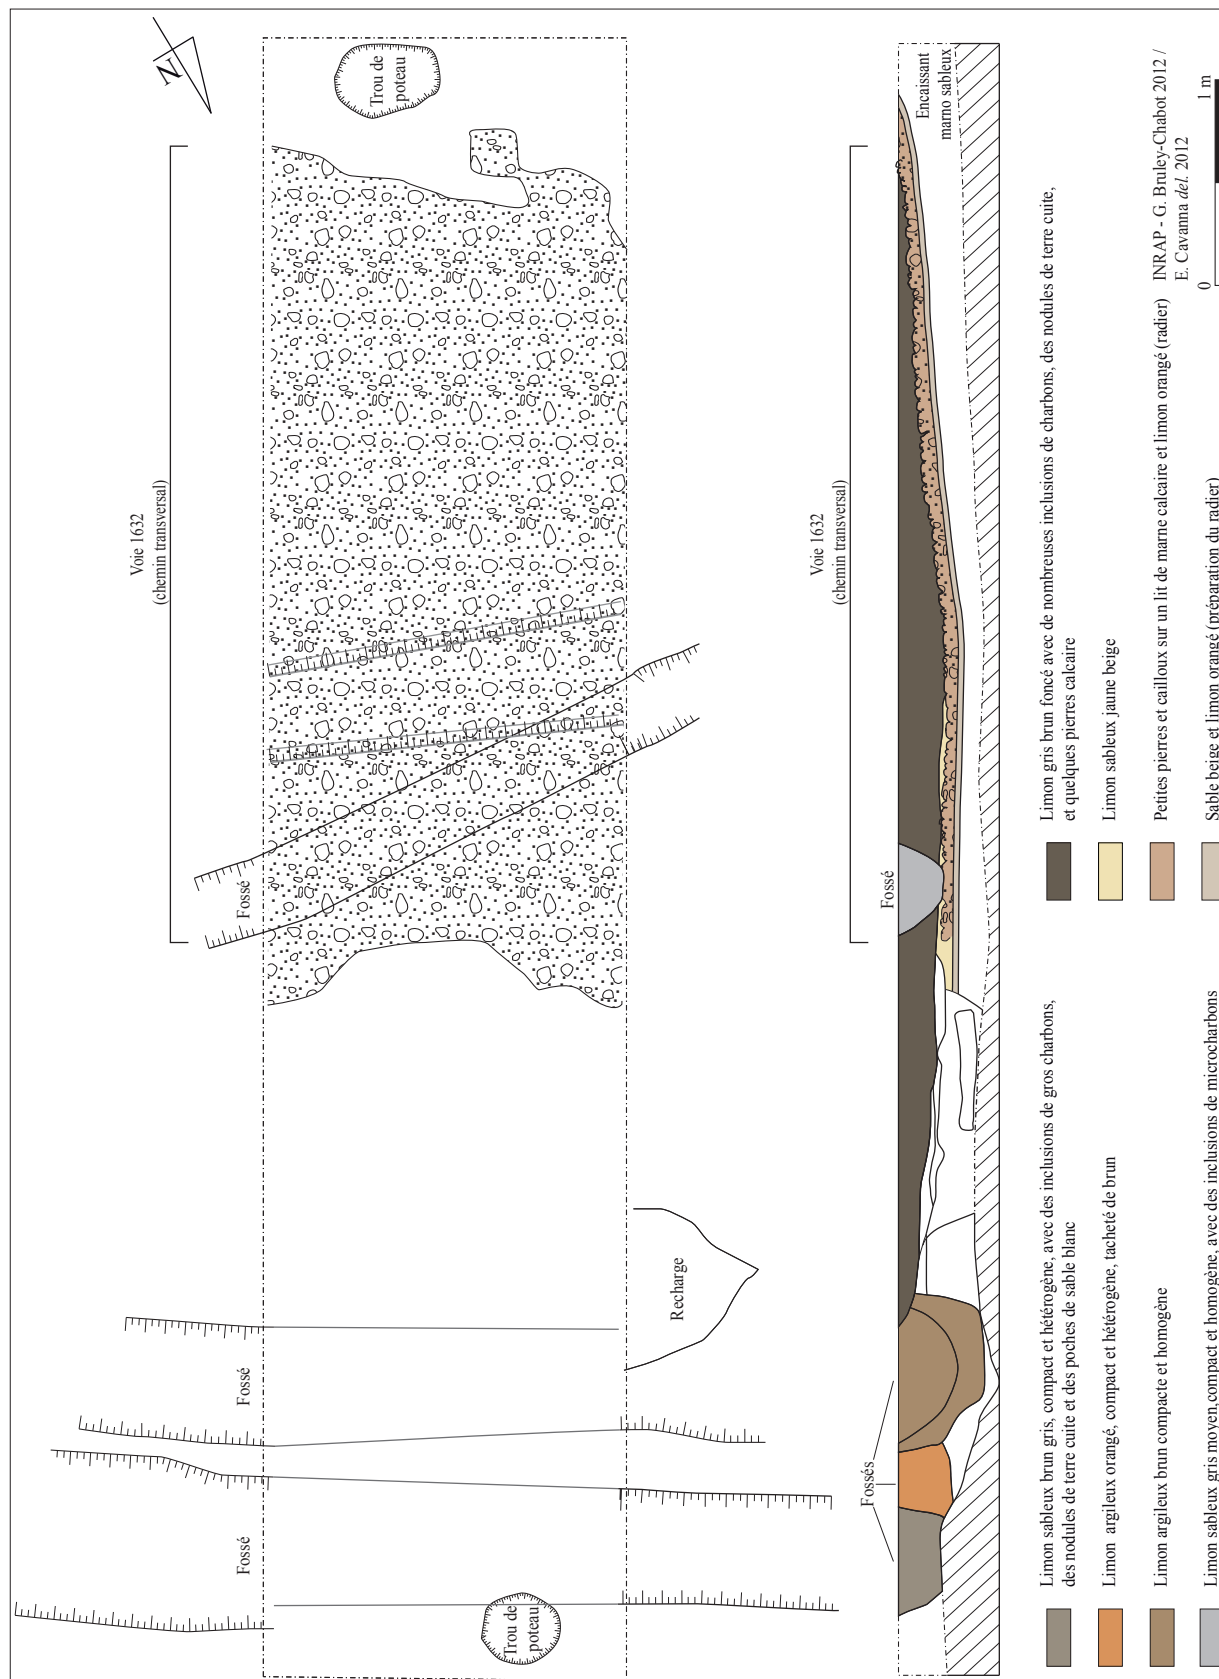 N
Trou de
poteau
Voie 1632
(chemin transversal)
Fossé
Recharge
Fossé
Fossé
Trou de
poteau
Voie 1632
(chemin transversal)
Encaissant
marno sableux
Fossé
Fossés
Limon sableux brun gris, compact et hétérogène, avec des inclusions de gros charbons,
des nodules de terre cuite et des poches de sable blanc
Limon argileux orangé, compact et hétérogène, tacheté de brun
Limon argileux brun compacte et homogène
Limon sableux gris moyen,compact et homogène, avec des inclusions de microcharbons
Limon gris brun foncé avec de nombreuses inclusions de charbons, des nodules de terre cuite,
et quelques pierres calcaire
Limon sableux jaune beige
Petites pierres et cailloux sur un lit de marne calcaire et limon orangé (radier)
Sable beige et limon orangé (préparation du radier)
INRAP - G. Bruley-Chabot 2012 /
E. Cavanna del. 2012
0 1 m